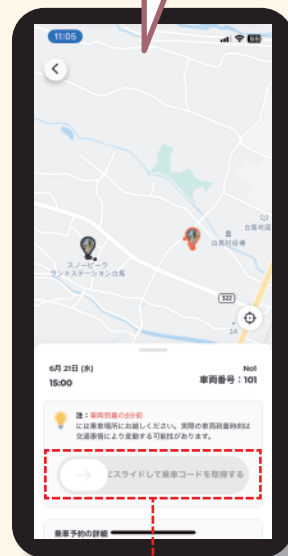 11:05
88
白馬村
白馬村役場
スノーピーク
ランドステーション白馬
322
6月 21日 (水)
No1
15:00
車両番号：101
注：車両到着の5分前
には乗車場所にお越しください。実際の車両到着時刻は
交通事情により変動する可能性があります。
にスライドして乗車コードを取得する
乗車予約の詳細